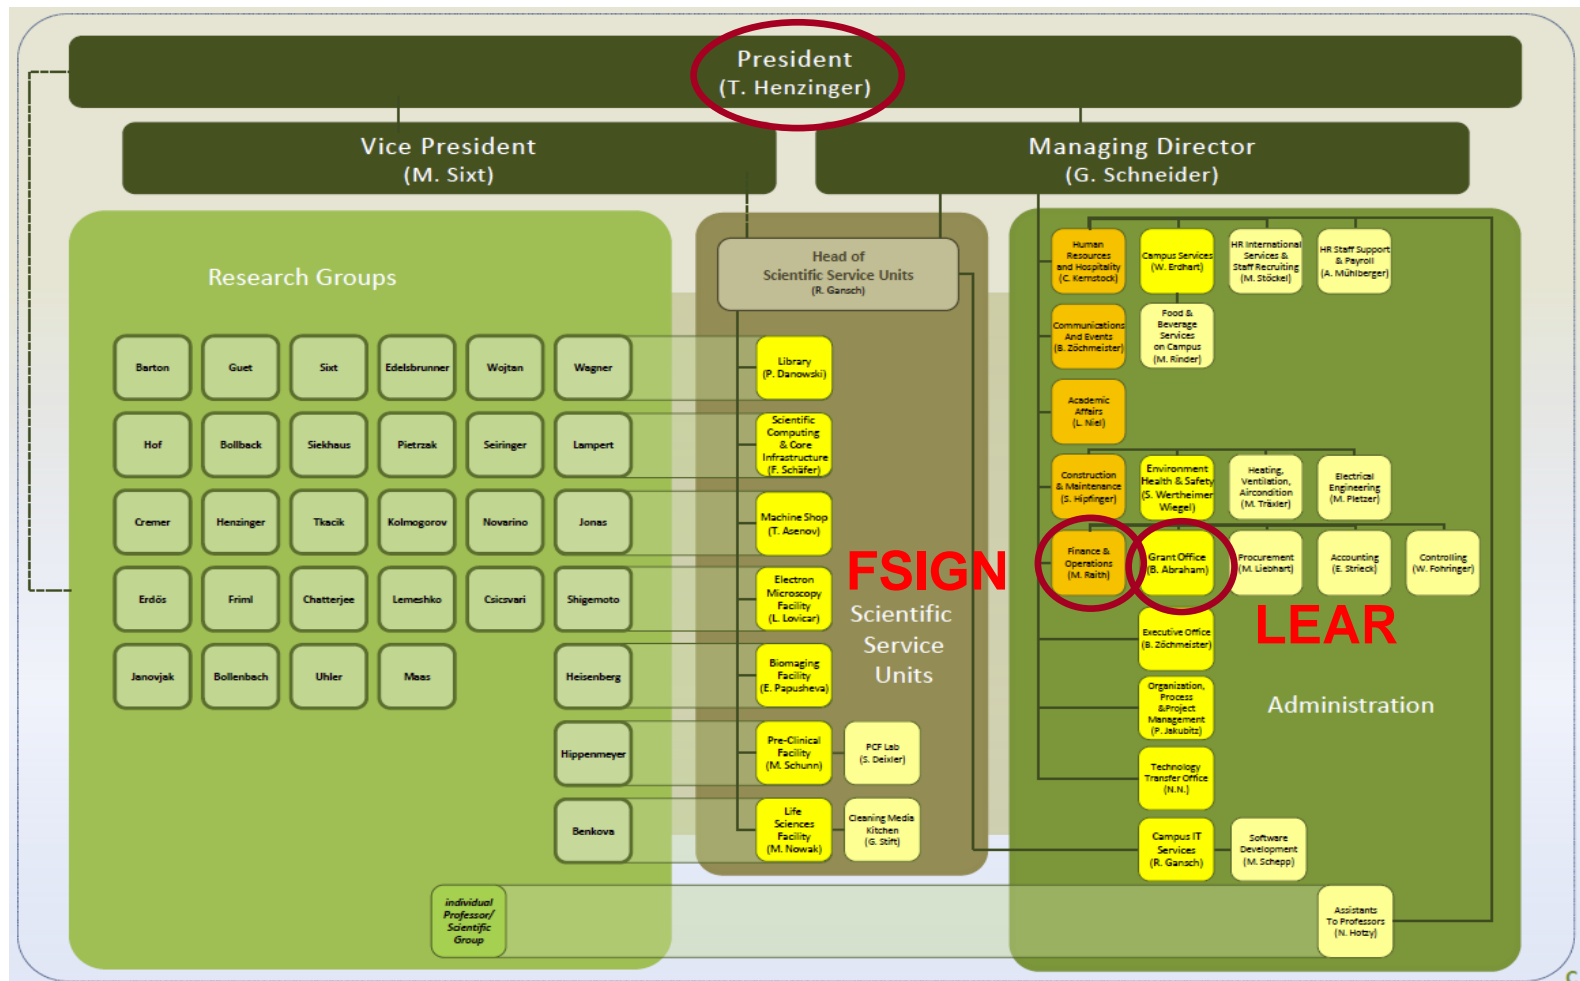 President
(T. Henzinger)
Vice President
(M. Sixt)
Managing Director
(G. Schneider)
Research Groups
Barton
Guet
Sixt
Edelsbrunner
Wojtan
Wagner
Hof
Bollback
Siekhaus
Pietrzak
Seiringer
Lampert
Cremer
Henzinger
Tkacik
Kolmogorov
Novarino
Jonas
Erdös
Friml
Chatterjee
Lemeshko
Csicsvari
Shigemoto
Janovjak
Bollenbach
Uhler
Maas
Heisenberg
Hippenmeyer
Benkova
individual
Professor/
Scientific
Group
Head of
Scientific Service Units
(R. Gansch)
Library
(P. Danowski)
Scientific
Computing
& Core
Infrastructure
(F. Schäfer)
Machine Shop
(T. Asenov)
Electron
Microscopy
Facility
(L. Lovicar)
Bioimaging
Facility
(E. Papusheva)
Pre-Clinical
Facility
(M. Schunn)
PCF Lab
(S. Deixler)
Life
Sciences
Facility
(M. Nowak)
Cleaning Media
Kitchen
(G. Stift)
FSIGN
Scientific
Service
Units
Human
Resources
and Hospitality
(C. Kernstock)
Campus Services
(W. Erdhart)
HR International
Services &
Staff Recruiting
(M. Stöckel)
HR Staff Support
& Payroll
(A. Mühlberger)
Communications
And Events
(B. Zöchmeister)
Food &
Beverage
Services
on Campus
(M. Rinder)
Academic
Affairs
(L. Niel)
Construction
& Maintenance
(S. Hipfinger)
Environment
Health & Safety
(S. Wertheimer
Wiegel)
Heating,
Ventilation,
Aircondition
(M. Träxler)
Electrical
Engineering
(M. Pletzer)
Finance &
Operations
(M. Raith)
Grant Office
(B. Abraham)
Procurement
(M. Liebhart)
Accounting
(E. Strieck)
Controlling
(W. Fohringer)
LEAR
Executive Office
(B. Zöchmeister)
Organization,
Process
&Project
Management
(P. Jakubitz)
Administration
Technology
Transfer Office
(N.N.)
Campus IT
Services
(R. Gansch)
Software
Development
(M. Schepp)
Assistants
To Professors
(N. Hotzy)